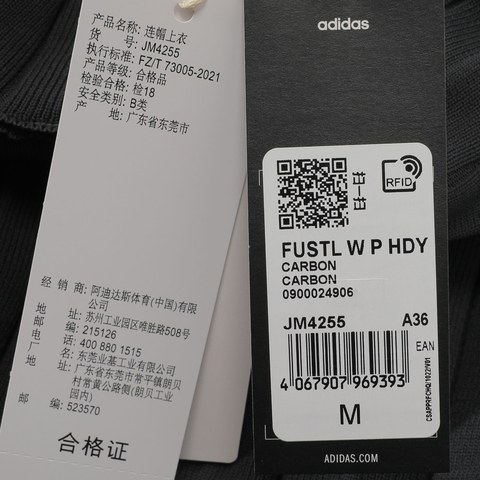 产品名称: 连帽上衣
货 号: JM4255
执行标准: FZ/T 73005-2021
产品等级: 合格品
检验合格: 检18
安全类别: B类
产 地: 广东省东莞市
经 销 商: 阿迪达斯体育(中国)有限
公司
地 址: 苏州工业园区唯胜路508号
邮 编: 215126
电 话: 400 880 1515
厂 名: 东莞业基工业有限公司
地 址: 广东省东莞市常平镇朗贝
村常黄公路侧(朗贝工业
园内)
邮 编: 523570
合格证
adidas
RFID
FUSTL W P HDY
CARBON
CARBON
0900024906
JM4255 A36
EAN
4 067907 969393
M
ADIDAS.COM